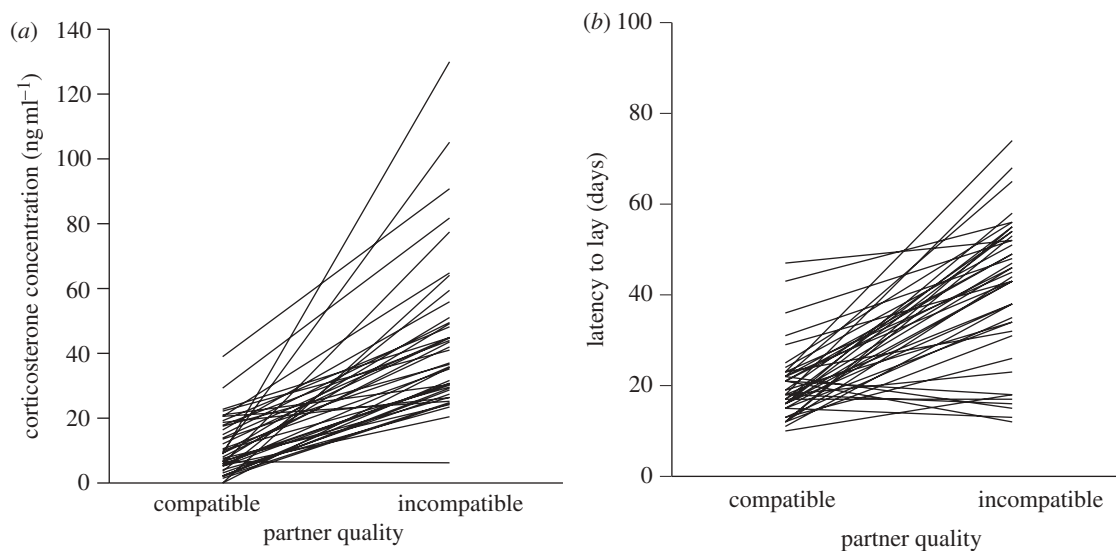 (a)
140
120
100
80
60
40
20
0
corticosterone concentration (ng ml⁻¹)
compatible
incompatible
partner quality
(b)
100
80
60
40
20
0
latency to lay (days)
compatible
incompatible
partner quality